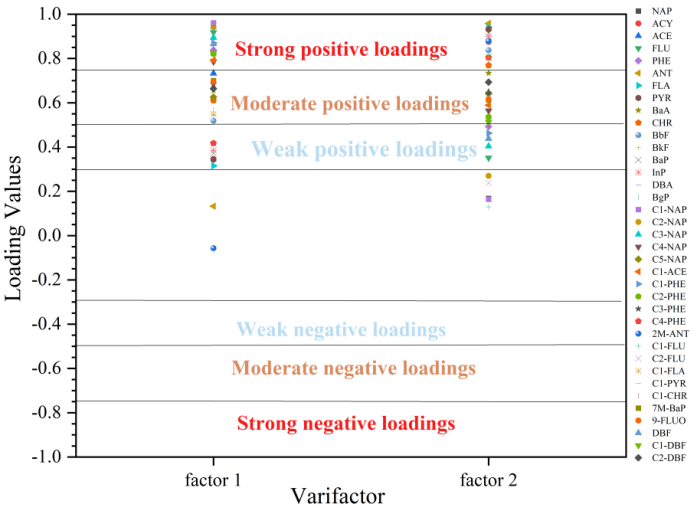 1.0
0.8
0.6
0.4
0.2
0.0
-0.2
-0.4
-0.6
-0.8
-1.0
Loading Values
Strong positive loadings
Moderate positive loadings
Weak positive loadings
Weak negative loadings
Moderate negative loadings
Strong negative loadings
factor 1 factor 2
Varifactor
NAP
ACY
ACE
FLU
PHE
ANT
FLA
PYR
BaA
CHR
BbF
BkF
BaP
InP
DBA
BgP
C1-NAP
C2-NAP
C3-NAP
C4-NAP
C5-NAP
C1-ACE
C1-PHE
C2-PHE
C3-PHE
C4-PHE
2M-ANT
C1-FLU
C2-FLU
C1-FLA
C1-PYR
C1-CHR
7M-BaP
9-FLUO
DBF
C1-DBF
C2-DBF